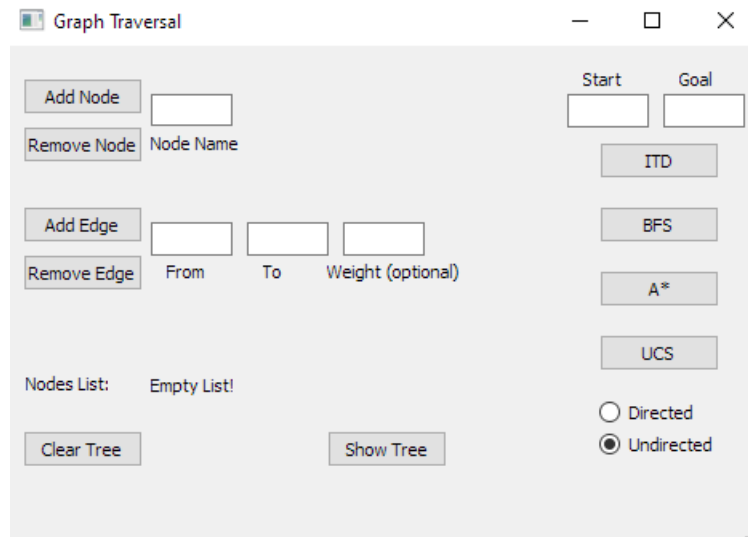 Graph Traversal
Start Goal
Add Node
Remove Node Node Name
ITD
Add Edge
BFS
Remove Edge From To Weight (optional)
A*
UCS
Nodes List: Empty List!
Directed
Undirected
Clear Tree Show Tree